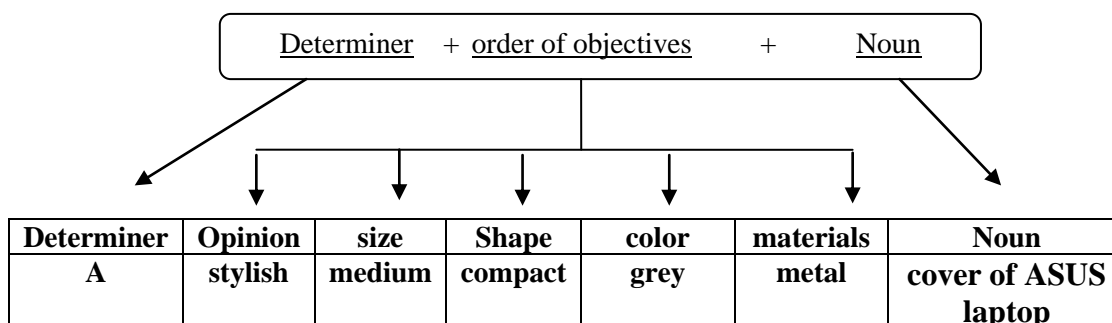 Determiner + order of objectives + Noun
Determiner Opinion size Shape color materials Noun
A stylish medium compact grey metal cover of ASUS
laptop